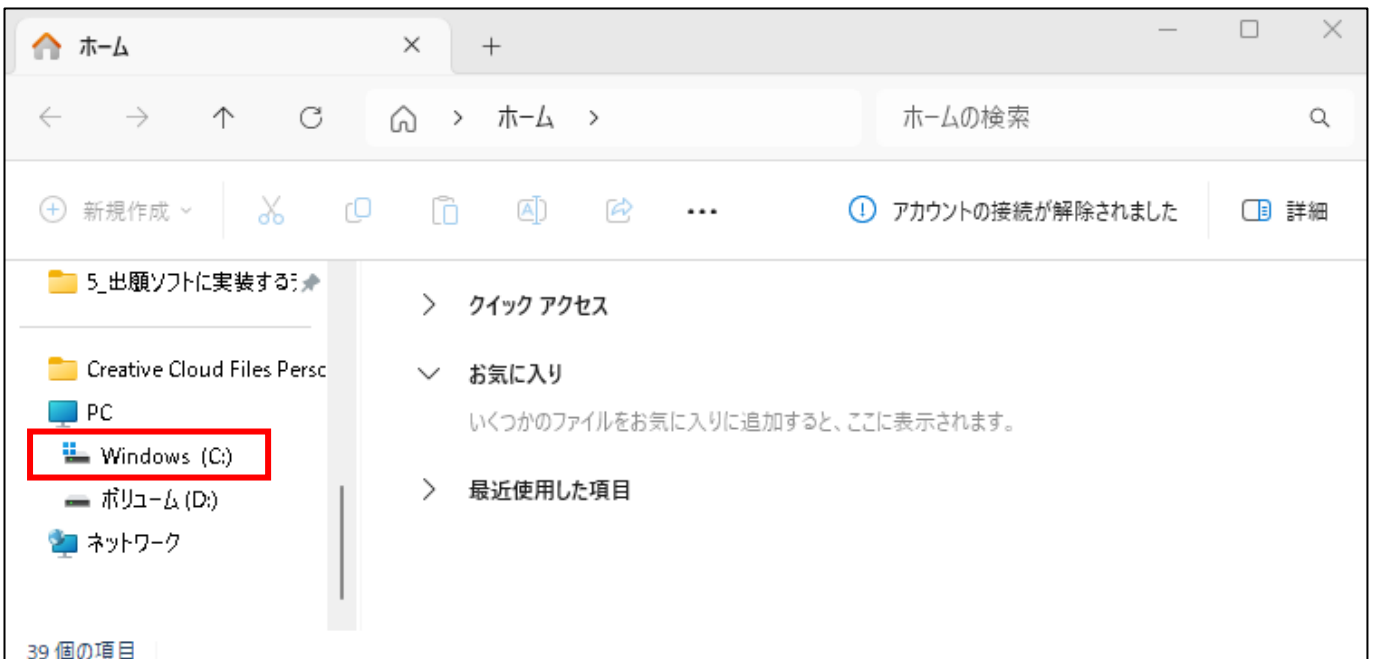 ホーム
ホーム
ホームの検索
新規作成
アカウントの接続が解除されました
詳細
5_出願ソフトに実装する
クイック アクセス
Creative Cloud Files Persc
お気に入り
PC
いくつかのファイルをお気に入りに追加すると、ここに表示されます。
Windows (C:)
最近使用した項目
ボリューム (D:)
ネットワーク
39 個の項目